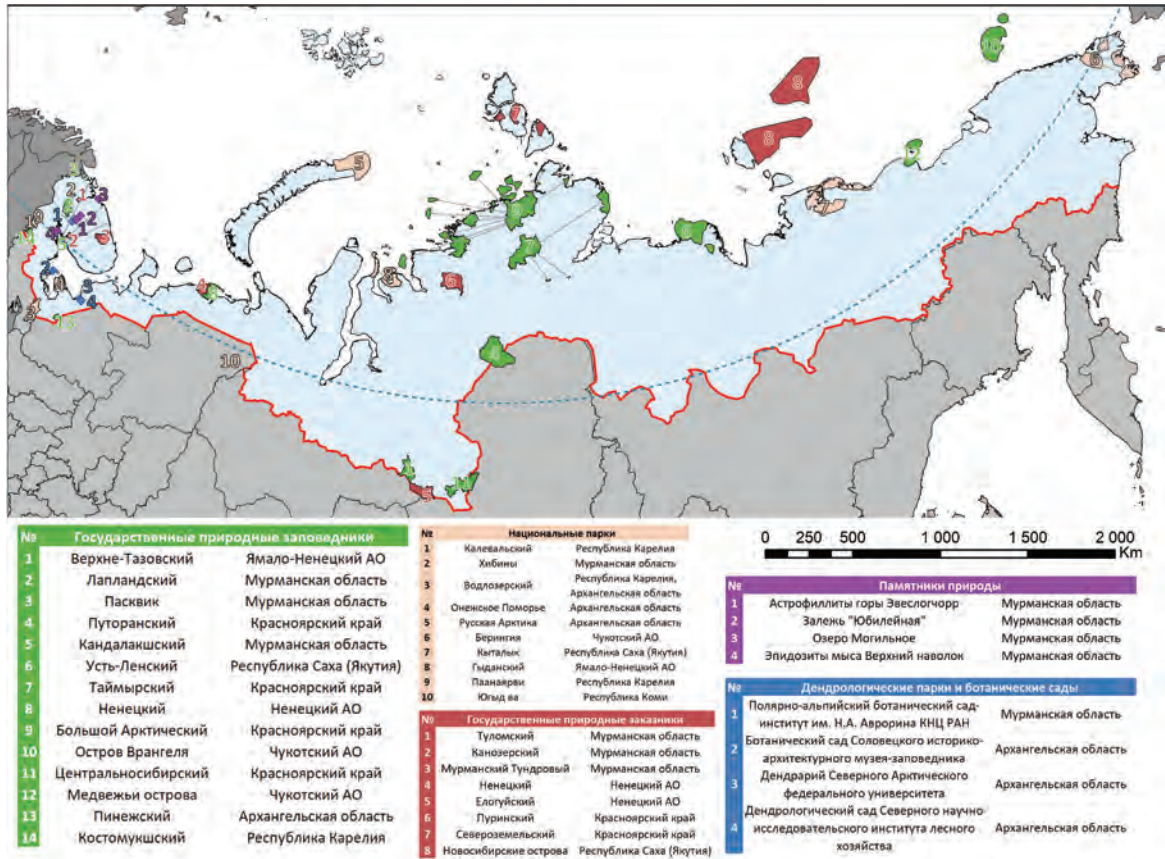 № Государственные природные заповедники
1 Верхне-Тазовский Ямало-Ненецкий АО
2 Лапландский Мурманская область
3 Пасквик Мурманская область
4 Путоранский Красноярский край
5 Кандалакшский Мурманская область
6 Усть-Ленский Республика Саха (Якутия)
7 Таймырский Красноярский край
8 Ненецкий Ненецкий АО
9 Большой Арктический Красноярский край
10 Остров Врангеля Чукотский АО
11 Центральносибирский Красноярский край
12 Медвежьи острова Чукотский АО
13 Пинежский Архангельская область
14 Костомукшский Республика Карелия
№ Национальные парки
1 Калевальский Республика Карелия
2 Хибины Мурманская область
3 Водлозерский Республика Карелия,
Архангельская область
4 Онежское Поморье Архангельская область
5 Русская Арктика Архангельская область
6 Берингия Чукотский АО
7 Кыталык Республика Саха (Якутия)
8 Гыданский Ямало-Ненецкий АО
9 Паанаярви Республика Карелия
10 Югыд ва Республика Коми
№ Государственные природные заказники
1 Туломский Мурманская область
2 Канозерский Мурманская область
3 Мурманский Тундровый Мурманская область
4 Ненецкий Ненецкий АО
5 Елогуйский Ненецкий АО
6 Пуринский Красноярский край
7 Североземельский Красноярский край
8 Новосибирские острова Республика Саха (Якутия)
0 250 500 1 000 1 500 2 000
Km
№ Памятники природы
1 Астрофиллиты горы Эвеслогчорр Мурманская область
2 Залежь "Юбилейная" Мурманская область
3 Озеро Могильное Мурманская область
4 Эпидозиты мыса Верхний наволок Мурманская область
№ Дендрологические парки и ботанические сады
1 Полярно-альпийский ботанический сад-
институт им. Н.А. Аврорина КНЦ РАН Мурманская область
2 Ботанический сад Соловецкого историко-
архитектурного музея-заповедника Архангельская область
3 Дендрарий Северного Арктического
федерального университета Архангельская область
4 Дендрологический сад Северного научно-
исследовательского института лесного Архангельская область
хозяйства
5
8
8
7
6
8
6
10